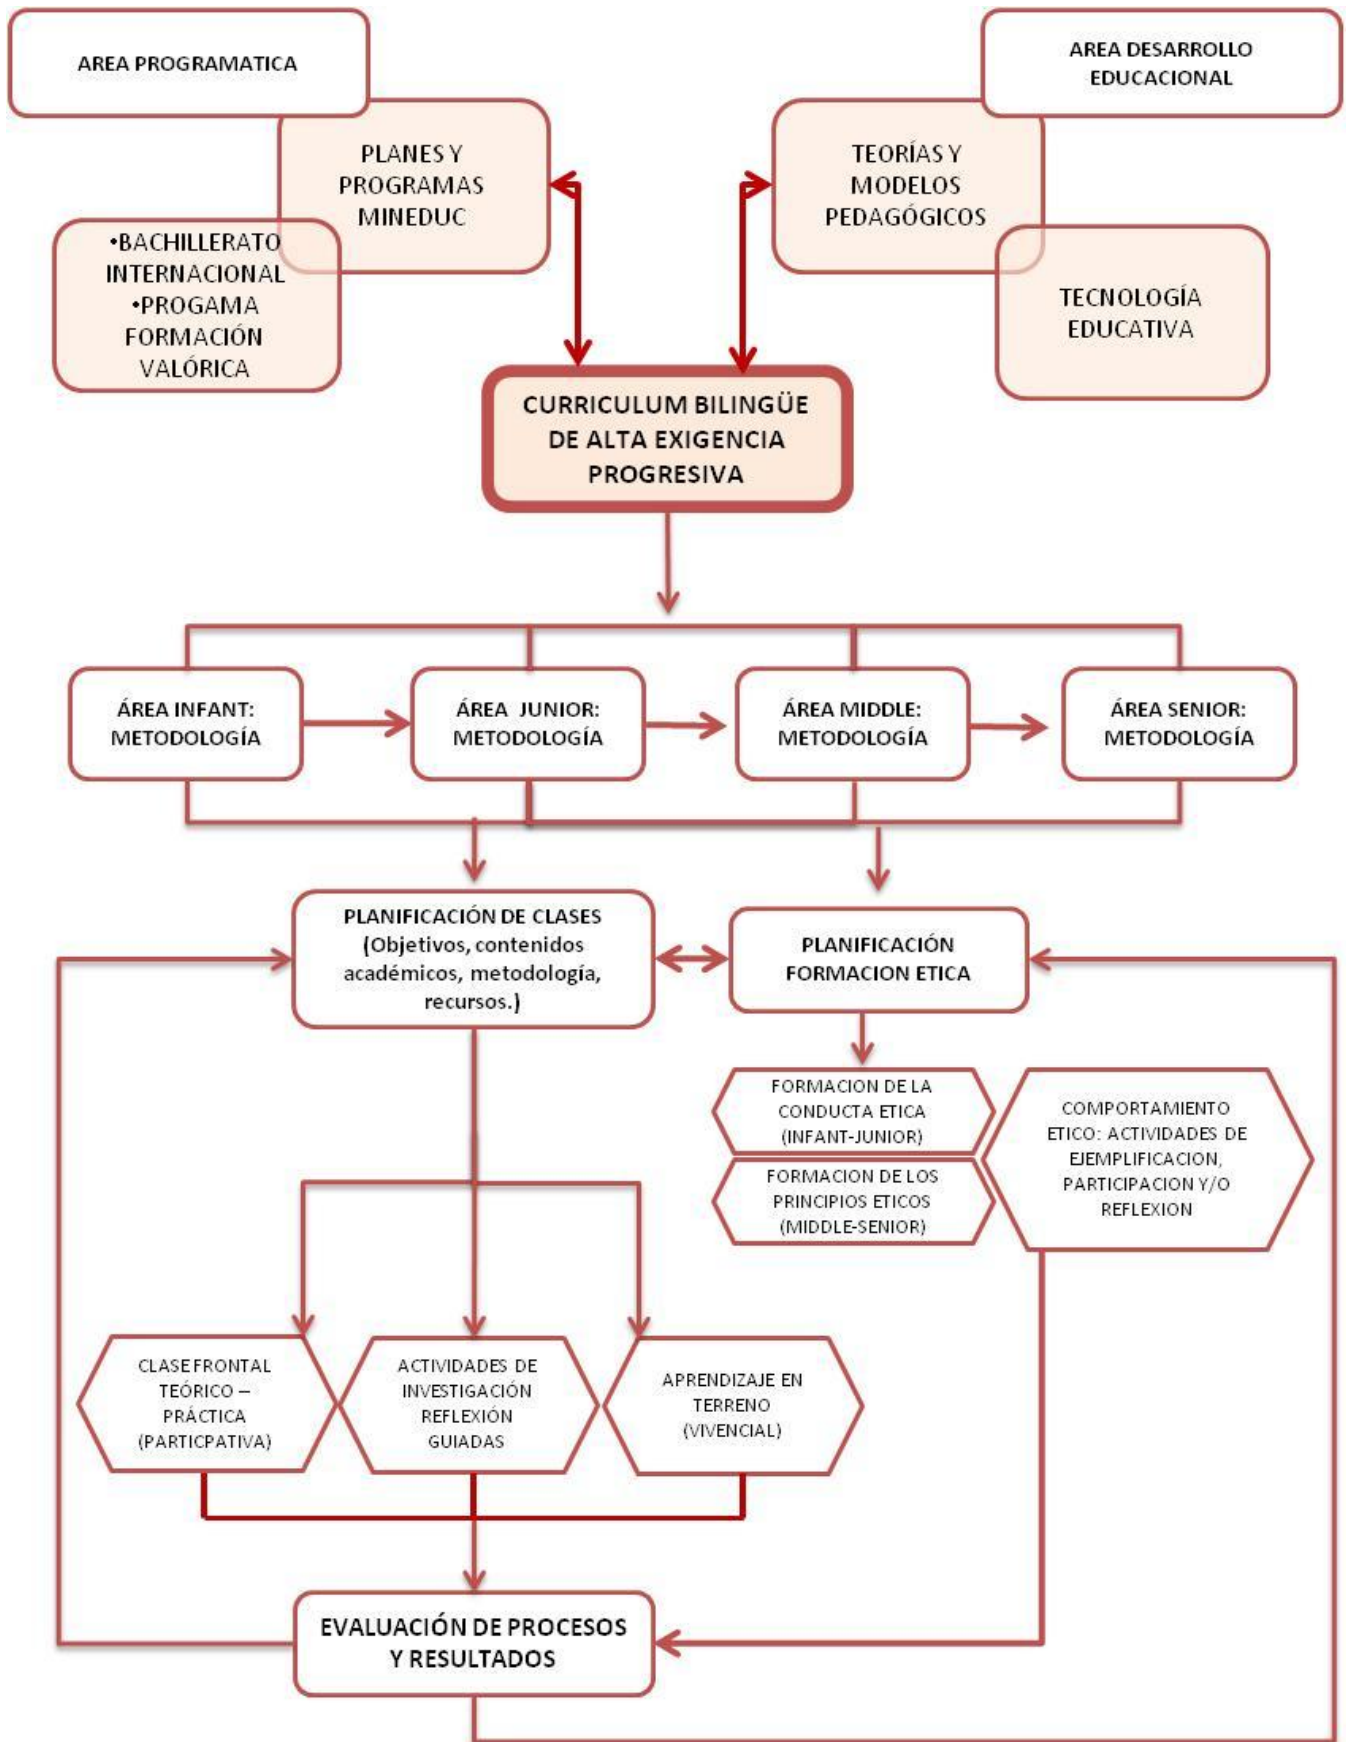 AREA PROGRAMATICA
AREA DESARROLLO
EDUCACIONAL
PLANES Y
PROGRAMAS
MINEDUC
TEORÍAS Y
MODELOS
PEDAGÓGICOS
•BACHILLERATO
INTERNACIONAL
•PROGAMA
FORMACIÓN
VALÓRICA
TECNOLOGÍA
EDUCATIVA
CURRICULUM BILINGÜE
DE ALTA EXIGENCIA
PROGRESIVA
ÁREA INFANT:
METODOLOGÍA
ÁREA JUNIOR:
METODOLOGÍA
ÁREA MIDDLE:
METODOLOGÍA
ÁREA SENIOR:
METODOLOGÍA
PLANIFICACIÓN DE CLASES
(Objetivos, contenidos
académicos, metodología,
recursos.)
PLANIFICACIÓN
FORMACION ETICA
FORMACION DE LA
CONDUCTA ETICA
(INFANT-JUNIOR)
FORMACION DE LOS
PRINCIPIOS ETICOS
(MIDDLE-SENIOR)
COMPORTAMIENTO
ETICO: ACTIVIDADES DE
EJEMPLIFICACION,
PARTICIPACION Y/O
REFLEXION
CLASE FRONTAL
TEÓRICO –
PRÁCTICA
(PARTICPATIVA)
ACTIVIDADES DE
INVESTIGACIÓN
REFLEXIÓN
GUIADAS
APRENDIZAJE EN
TERRENO
(VIVENCIAL)
EVALUACIÓN DE PROCESOS
Y RESULTADOS